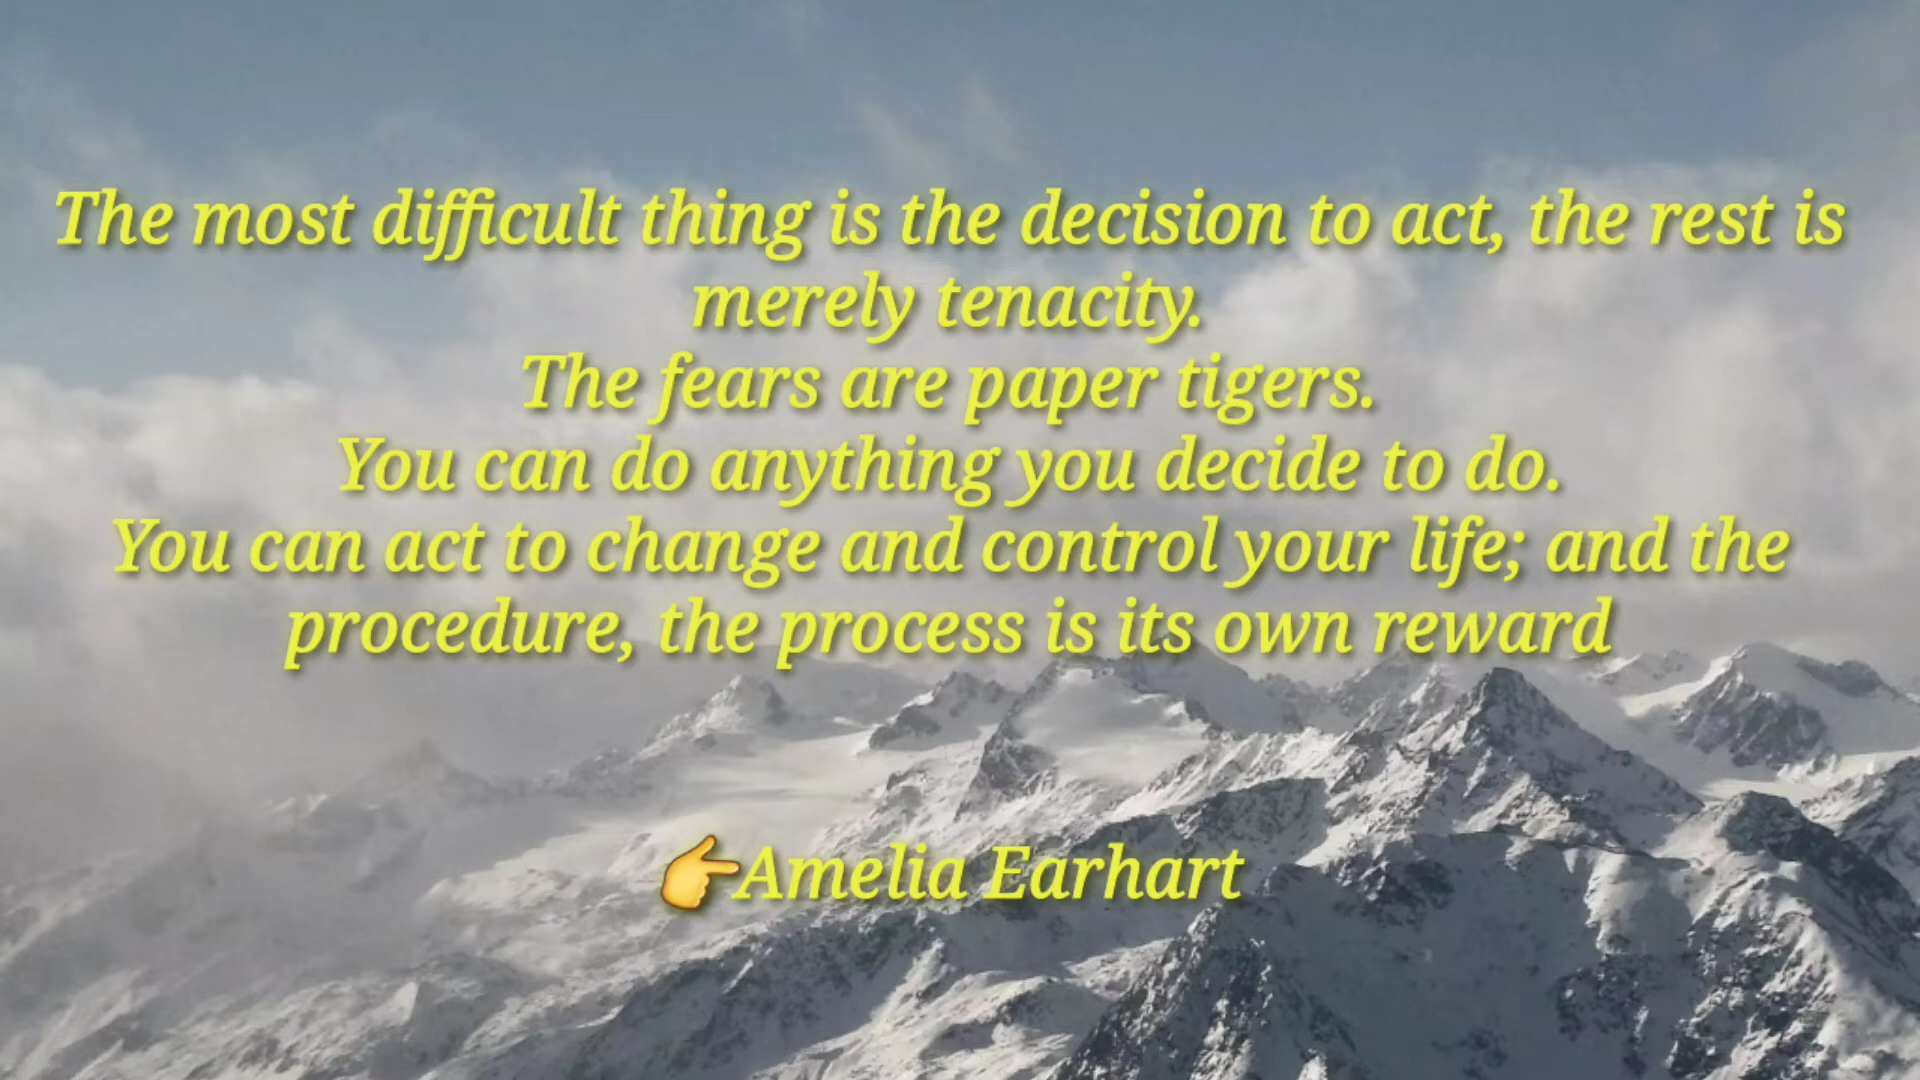 The most difficult thing is the decision to act, the rest is
merely tenacity.
The fears are paper tigers.
You can do anything you decide to do.
You can act to change and control your life; and the
procedure, the process is its own reward
👉Amelia Earhart